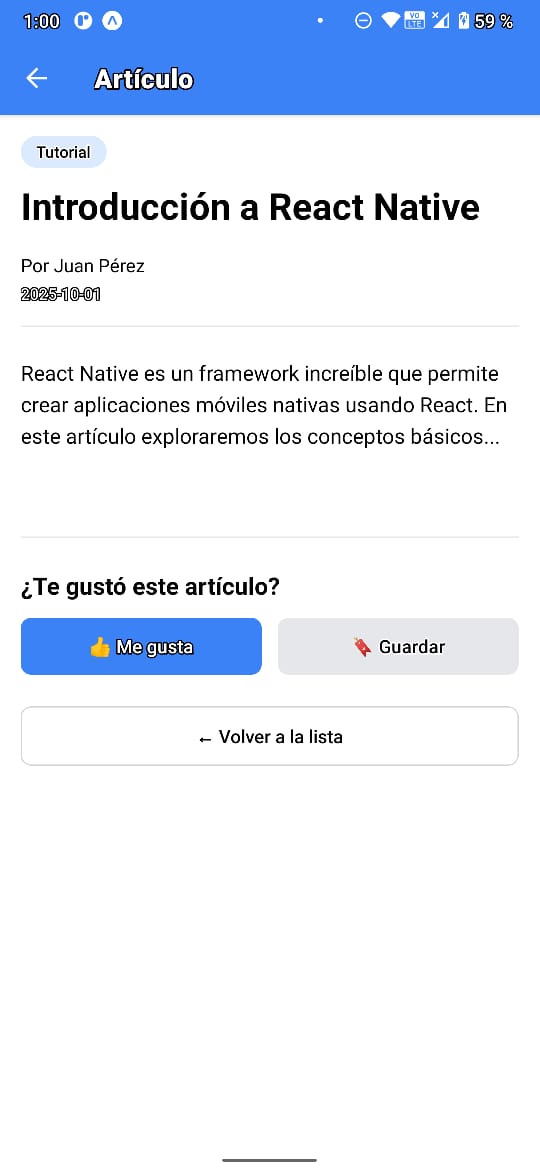 1:00 59 %
Artículo
Tutorial
Introducción a React Native
Por Juan Pérez
2025-10-01
React Native es un framework increíble que permite
crear aplicaciones móviles nativas usando React. En
este artículo exploraremos los conceptos básicos...
¿Te gustó este artículo?
👍 Me gusta 🔖 Guardar
← Volver a la lista